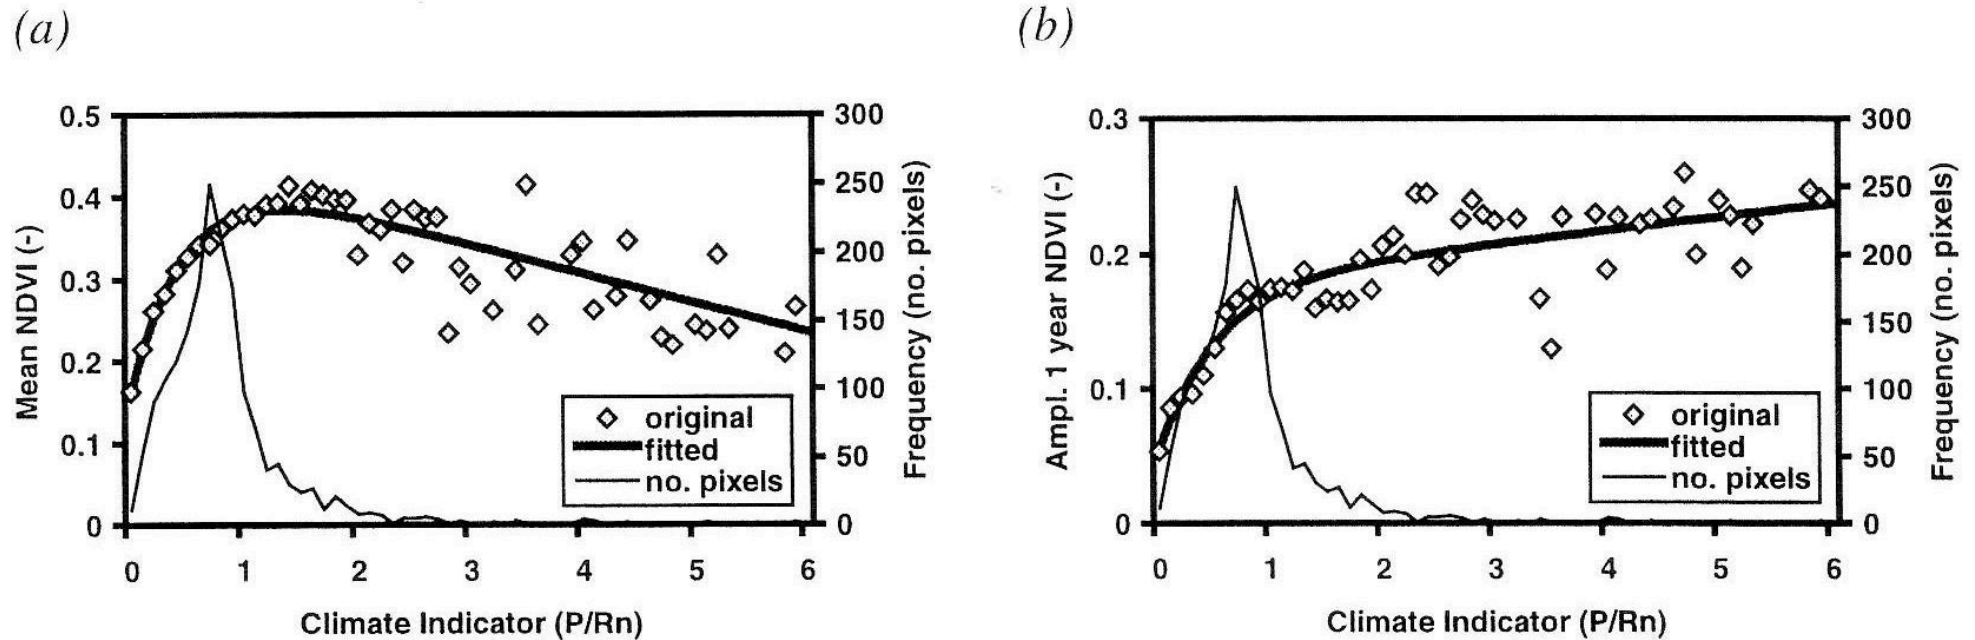 (a)
0.5
0.4
0.3
0.2
0.1
0
Mean NDVI (-)
300
250
200
150
100
50
0
Frequency (no. pixels)
original
fitted
no. pixels
0 1 2 3 4 5 6
Climate Indicator (P/Rn)
(b)
0.3
0.2
0.1
0
Ampl. 1 year NDVI (-)
300
250
200
150
100
50
0
Frequency (no. pixels)
original
fitted
no. pixels
0 1 2 3 4 5 6
Climate Indicator (P/Rn)